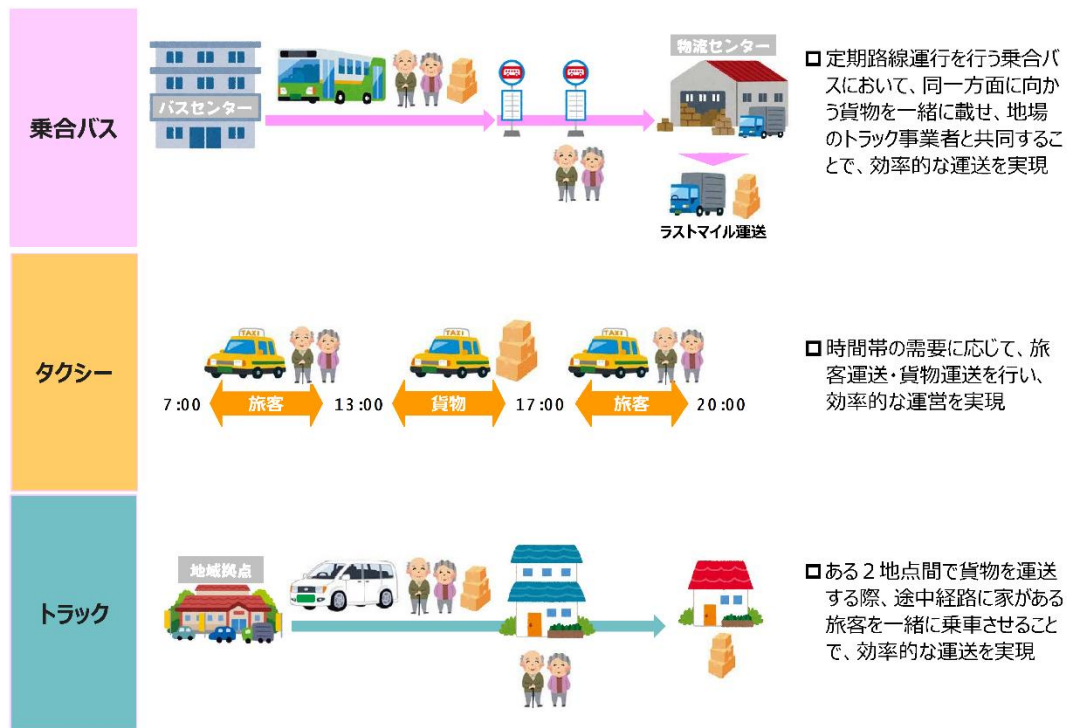 乗合バス
バスセンター
物流センター
ラストマイル運送
定期路線運行を行う乗合バ
スにおいて、同一方面に向か
う貨物を一緒に載せ、地場
のトラック事業者と共同するこ
とで、効率的な運送を実現
タクシー
TAXI
TAXI
TAXI
7:00 旅客 13:00 貨物 17:00 旅客 20:00
時間帯の需要に応じて、旅
客運送・貨物運送を行い、
効率的な運営を実現
トラック
地域拠点
ある２地点間で貨物を運送
する際、途中経路に家がある
旅客を一緒に乗車させること
で、効率的な運送を実現